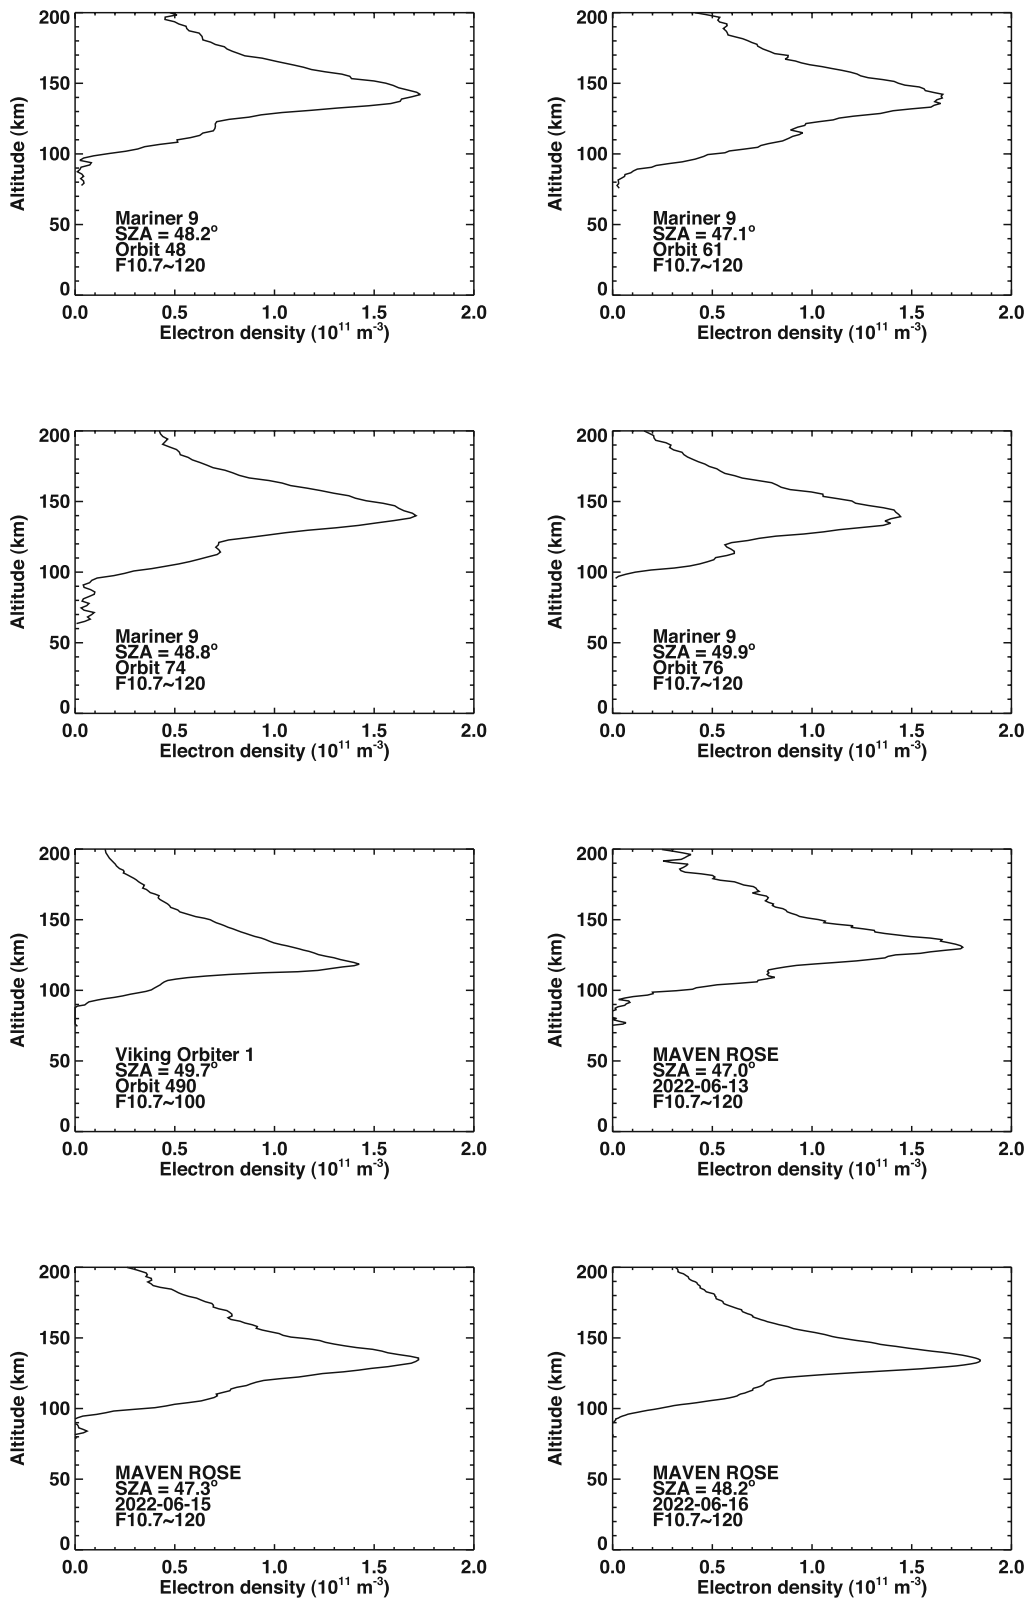 200
150
100
50
0
Altitude (km)
Mariner 9
SZA = 48.2°
Orbit 48
F10.7~120
0.0 0.5 1.0 1.5 2.0
Electron density (10¹¹ m⁻³)
200
150
100
50
0
Altitude (km)
Mariner 9
SZA = 47.1°
Orbit 61
F10.7~120
0.0 0.5 1.0 1.5 2.0
Electron density (10¹¹ m⁻³)
200
150
100
50
0
Altitude (km)
Mariner 9
SZA = 48.8°
Orbit 74
F10.7~120
0.0 0.5 1.0 1.5 2.0
Electron density (10¹¹ m⁻³)
200
150
100
50
0
Altitude (km)
Mariner 9
SZA = 49.9°
Orbit 76
F10.7~120
0.0 0.5 1.0 1.5 2.0
Electron density (10¹¹ m⁻³)
200
150
100
50
0
Altitude (km)
Viking Orbiter 1
SZA = 49.7°
Orbit 490
F10.7~100
0.0 0.5 1.0 1.5 2.0
Electron density (10¹¹ m⁻³)
200
150
100
50
0
Altitude (km)
MAVEN ROSE
SZA = 47.0°
2022-06-13
F10.7~120
0.0 0.5 1.0 1.5 2.0
Electron density (10¹¹ m⁻³)
200
150
100
50
0
Altitude (km)
MAVEN ROSE
SZA = 47.3°
2022-06-15
F10.7~120
0.0 0.5 1.0 1.5 2.0
Electron density (10¹¹ m⁻³)
200
150
100
50
0
Altitude (km)
MAVEN ROSE
SZA = 48.2°
2022-06-16
F10.7~120
0.0 0.5 1.0 1.5 2.0
Electron density (10¹¹ m⁻³)